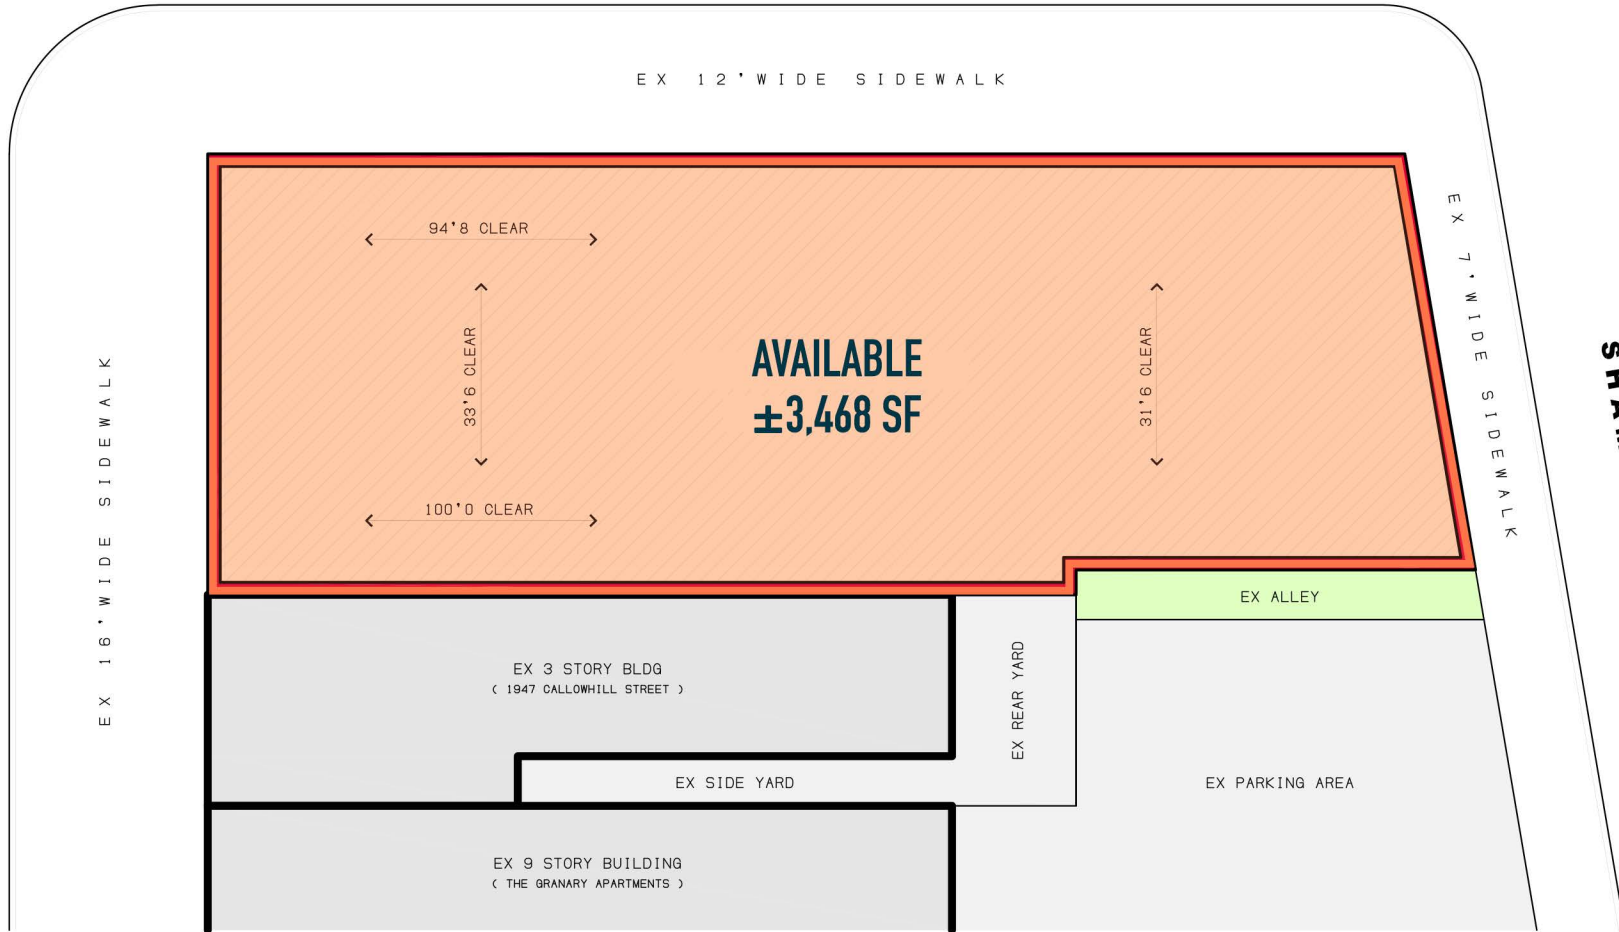 EX 12'WIDE SIDEWALK
EX 7'WIDE SIDEWALK
94'8 CLEAR
33'6 CLEAR
31'6 CLEAR
AVAILABLE
±3,468 SF
100'0 CLEAR
EX 16'WIDE SIDEWALK
EX ALLEY
EX 3 STORY BLDG
( 1947 CALLOWHILL STREET )
EX REAR YARD
EX SIDE YARD
EX PARKING AREA
EX 9 STORY BUILDING
( THE GRANARY APARTMENTS )